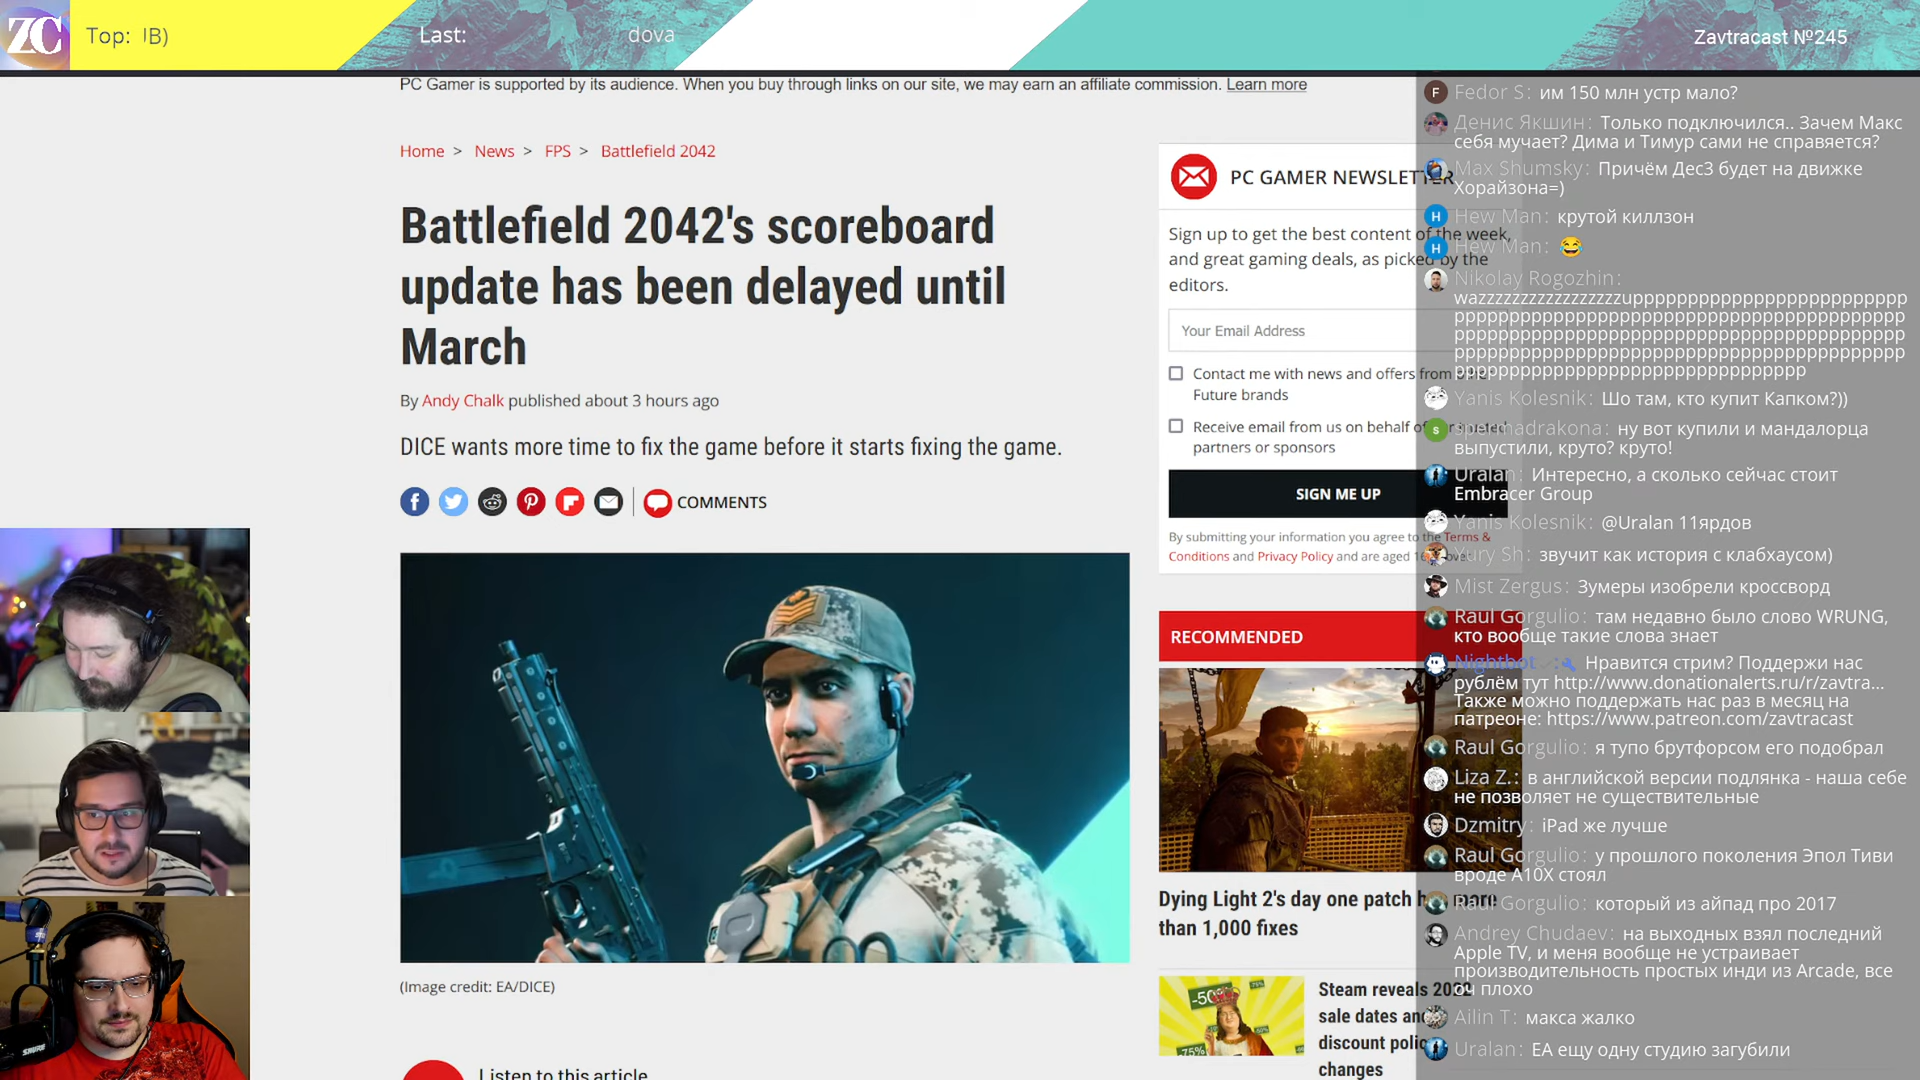 ZC
Top: B)
Last: dova
Zavtracast №245
PC Gamer is supported by its audience. When you buy through links on our site, we may earn an affiliate commission. Learn more
Home > News > FPS > Battlefield 2042
Battlefield 2042's scoreboard
update has been delayed until
March
By Andy Chalk published about 3 hours ago
DICE wants more time to fix the game before it starts fixing the game.
COMMENTS
(Image credit: EA/DICE)
Listen to this article
PC GAMER NEWSLETTER
Sign up to get the best content of the week,
and great gaming deals, as picked by the
editors.
Your Email Address
Contact me with news and offers from
Future brands
Receive email from us on behalf of
partners or sponsors
SIGN ME UP
By submitting your information you agree to the Terms &
Conditions and Privacy Policy and are aged
RECOMMENDED
Dying Light 2's day one patch more
than 1,000 fixes
-50%
-75%
Steam reveals 2022
sale dates and
discount
changes
SHURE
Fedor S: им 150 млн устр мало?
Денис Якшин: Только подключился.. Зачем Макс
себя мучает? Дима и Тимур сами не справяется?
Max Shumsky: Причём Дес3 будет на движке
Хорайзона=)
Hew Man: крутой киллзон
Hew Man: 😂
Nikolay Rogozhin:
Yanis Kolesnik: Шо там, кто купит Капком?))
spermadrakona: ну вот купили и мандалорца
выпустили, круто? круто!
Uralan: Интересно, а сколько сейчас стоит
Embracer Group
Yanis Kolesnik: @Uralan 11ярдов
Yury Sh: звучит как история с клабхаусом)
Mist Zergus: Зумеры изобрели кроссворд
Raul Gorgulio: там недавно было слово WRUNG,
кто вообще такие слова знает
Nightbot: Нравится стрим? Поддержи нас
рублём тут http://www.donationalerts.ru/r/zavtra...
Также можно поддержать нас раз в месяц на
патреоне: https://www.patreon.com/zavtracast
Raul Gorgulio: я тупо брутфорсом его подобрал
Liza Z.: в английской версии подлянка - наша себе
не позволяет не существительные
Dzmitry: iPad же лучше
Raul Gorgulio: у прошлого поколения Эпол Тиви
вроде A10X стоял
Raul Gorgulio: который из айпад про 2017
Andrey Chudaev: на выходных взял последний
Apple TV, и меня вообще не устраивает
производительность простых инди из Arcade, все
оч плохо
Ailin T: макса жалко
Uralan: ЕА ещу одну студию загубили